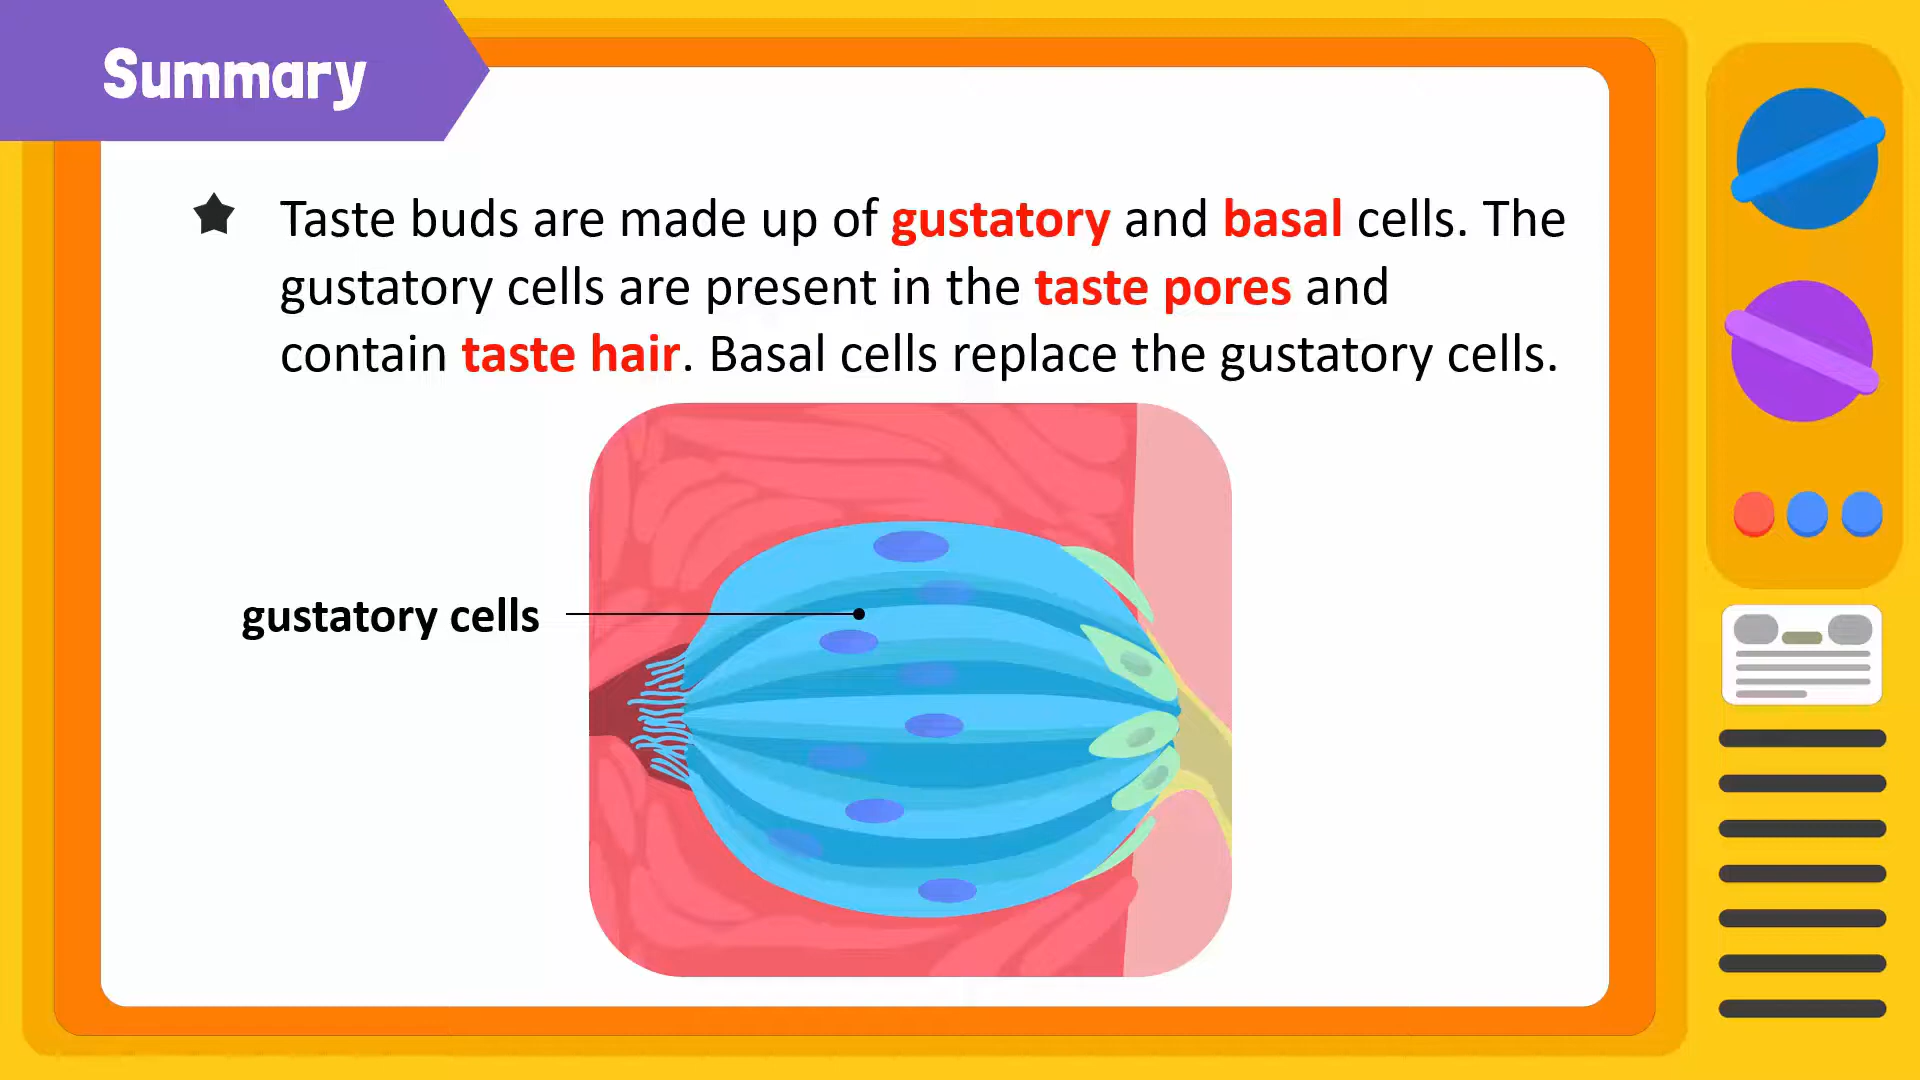 Summary
Taste buds are made up of gustatory and basal cells. The
gustatory cells are present in the taste pores and
contain taste hair. Basal cells replace the gustatory cells.
gustatory cells